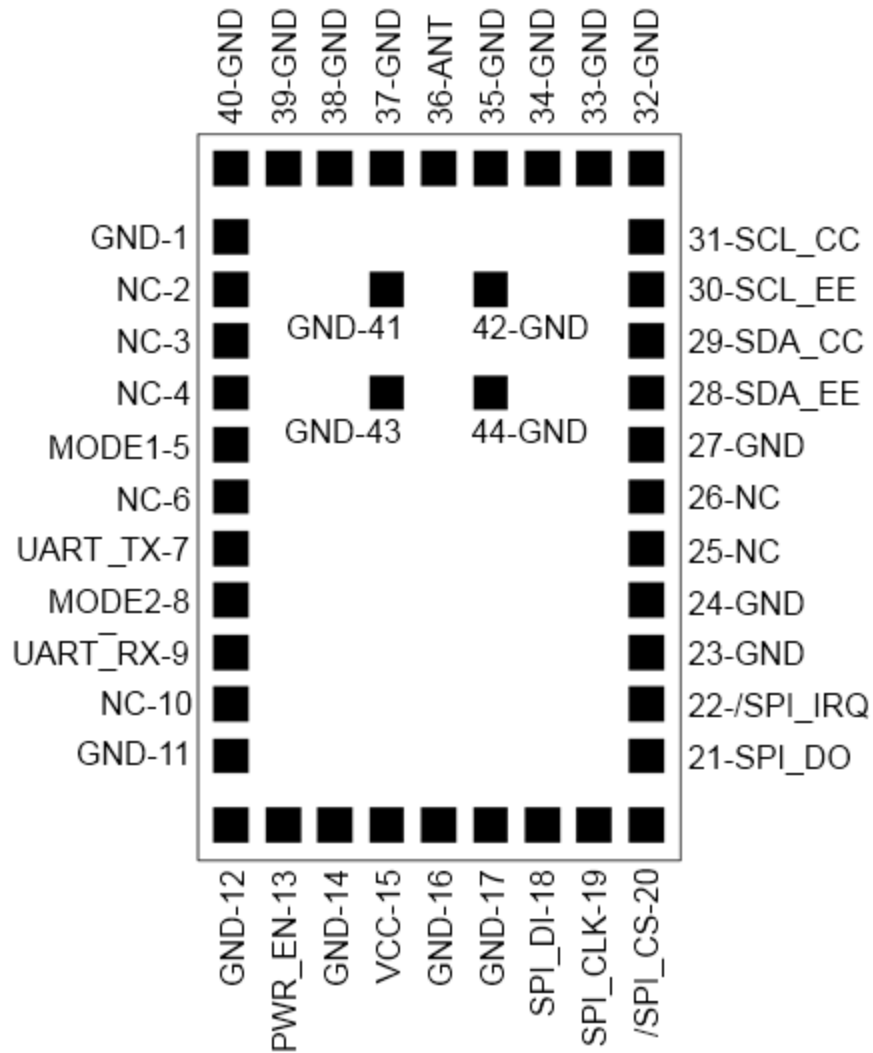 40-GND
39-GND
38-GND
37-GND
36-ANT
35-GND
34-GND
33-GND
32-GND
GND-1
31-SCL_CC
NC-2
30-SCL_EE
GND-41
42-GND
NC-3
29-SDA_CC
NC-4
28-SDA_EE
GND-43
44-GND
MODE1-5
27-GND
NC-6
26-NC
UART_TX-7
25-NC
MODE2-8
24-GND
UART_RX-9
23-GND
NC-10
22-/SPI_IRQ
GND-11
21-SPI_DO
GND-12
PWR_EN-13
GND-14
VCC-15
GND-16
GND-17
SPI_DI-18
SPI_CLK-19
/SPI_CS-20